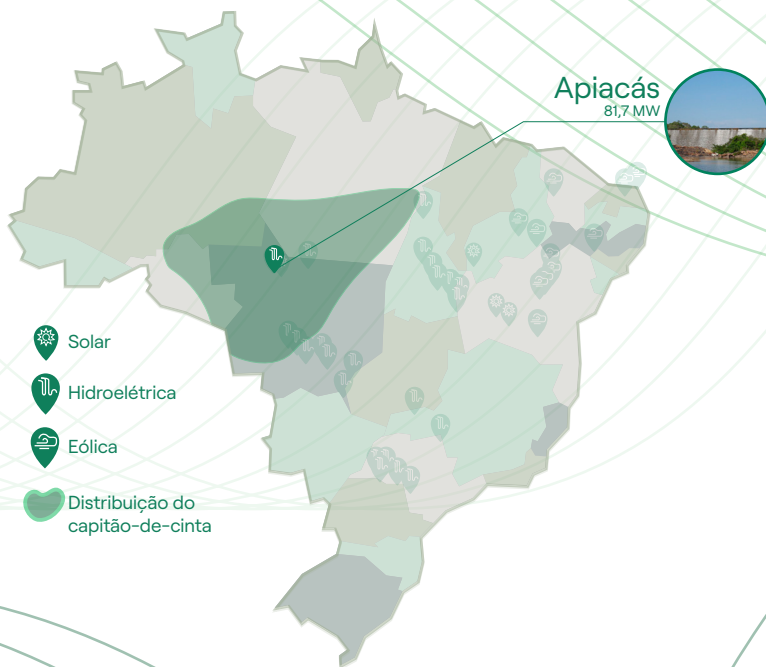 Apiacás
81,7 MW
Solar
Hidroelétrica
Eólica
Distribuição do
capitão-de-cinta